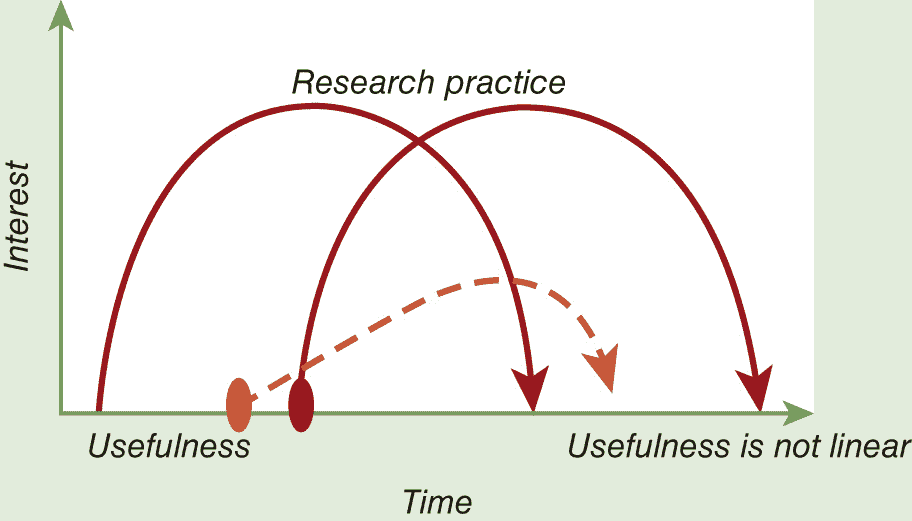 Research practice
Interest
Usefulness
Usefulness is not linear
Time